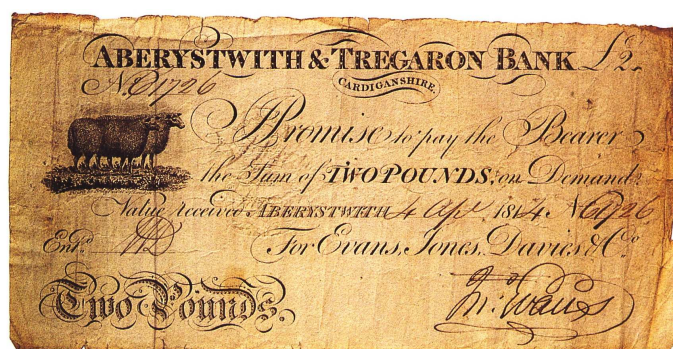 ABERYSTWITH & TREGARON BANK £2
CARDIGANSHIRE.
No 1726
I Promise to pay the Bearer
the Sum of TWO POUNDS, on Demand.
Value received. ABERYSTWITH 4 Apl 1814 No 1726
Entd.
For Evans, Jones, Davies & Co.
Two Pounds. Evans